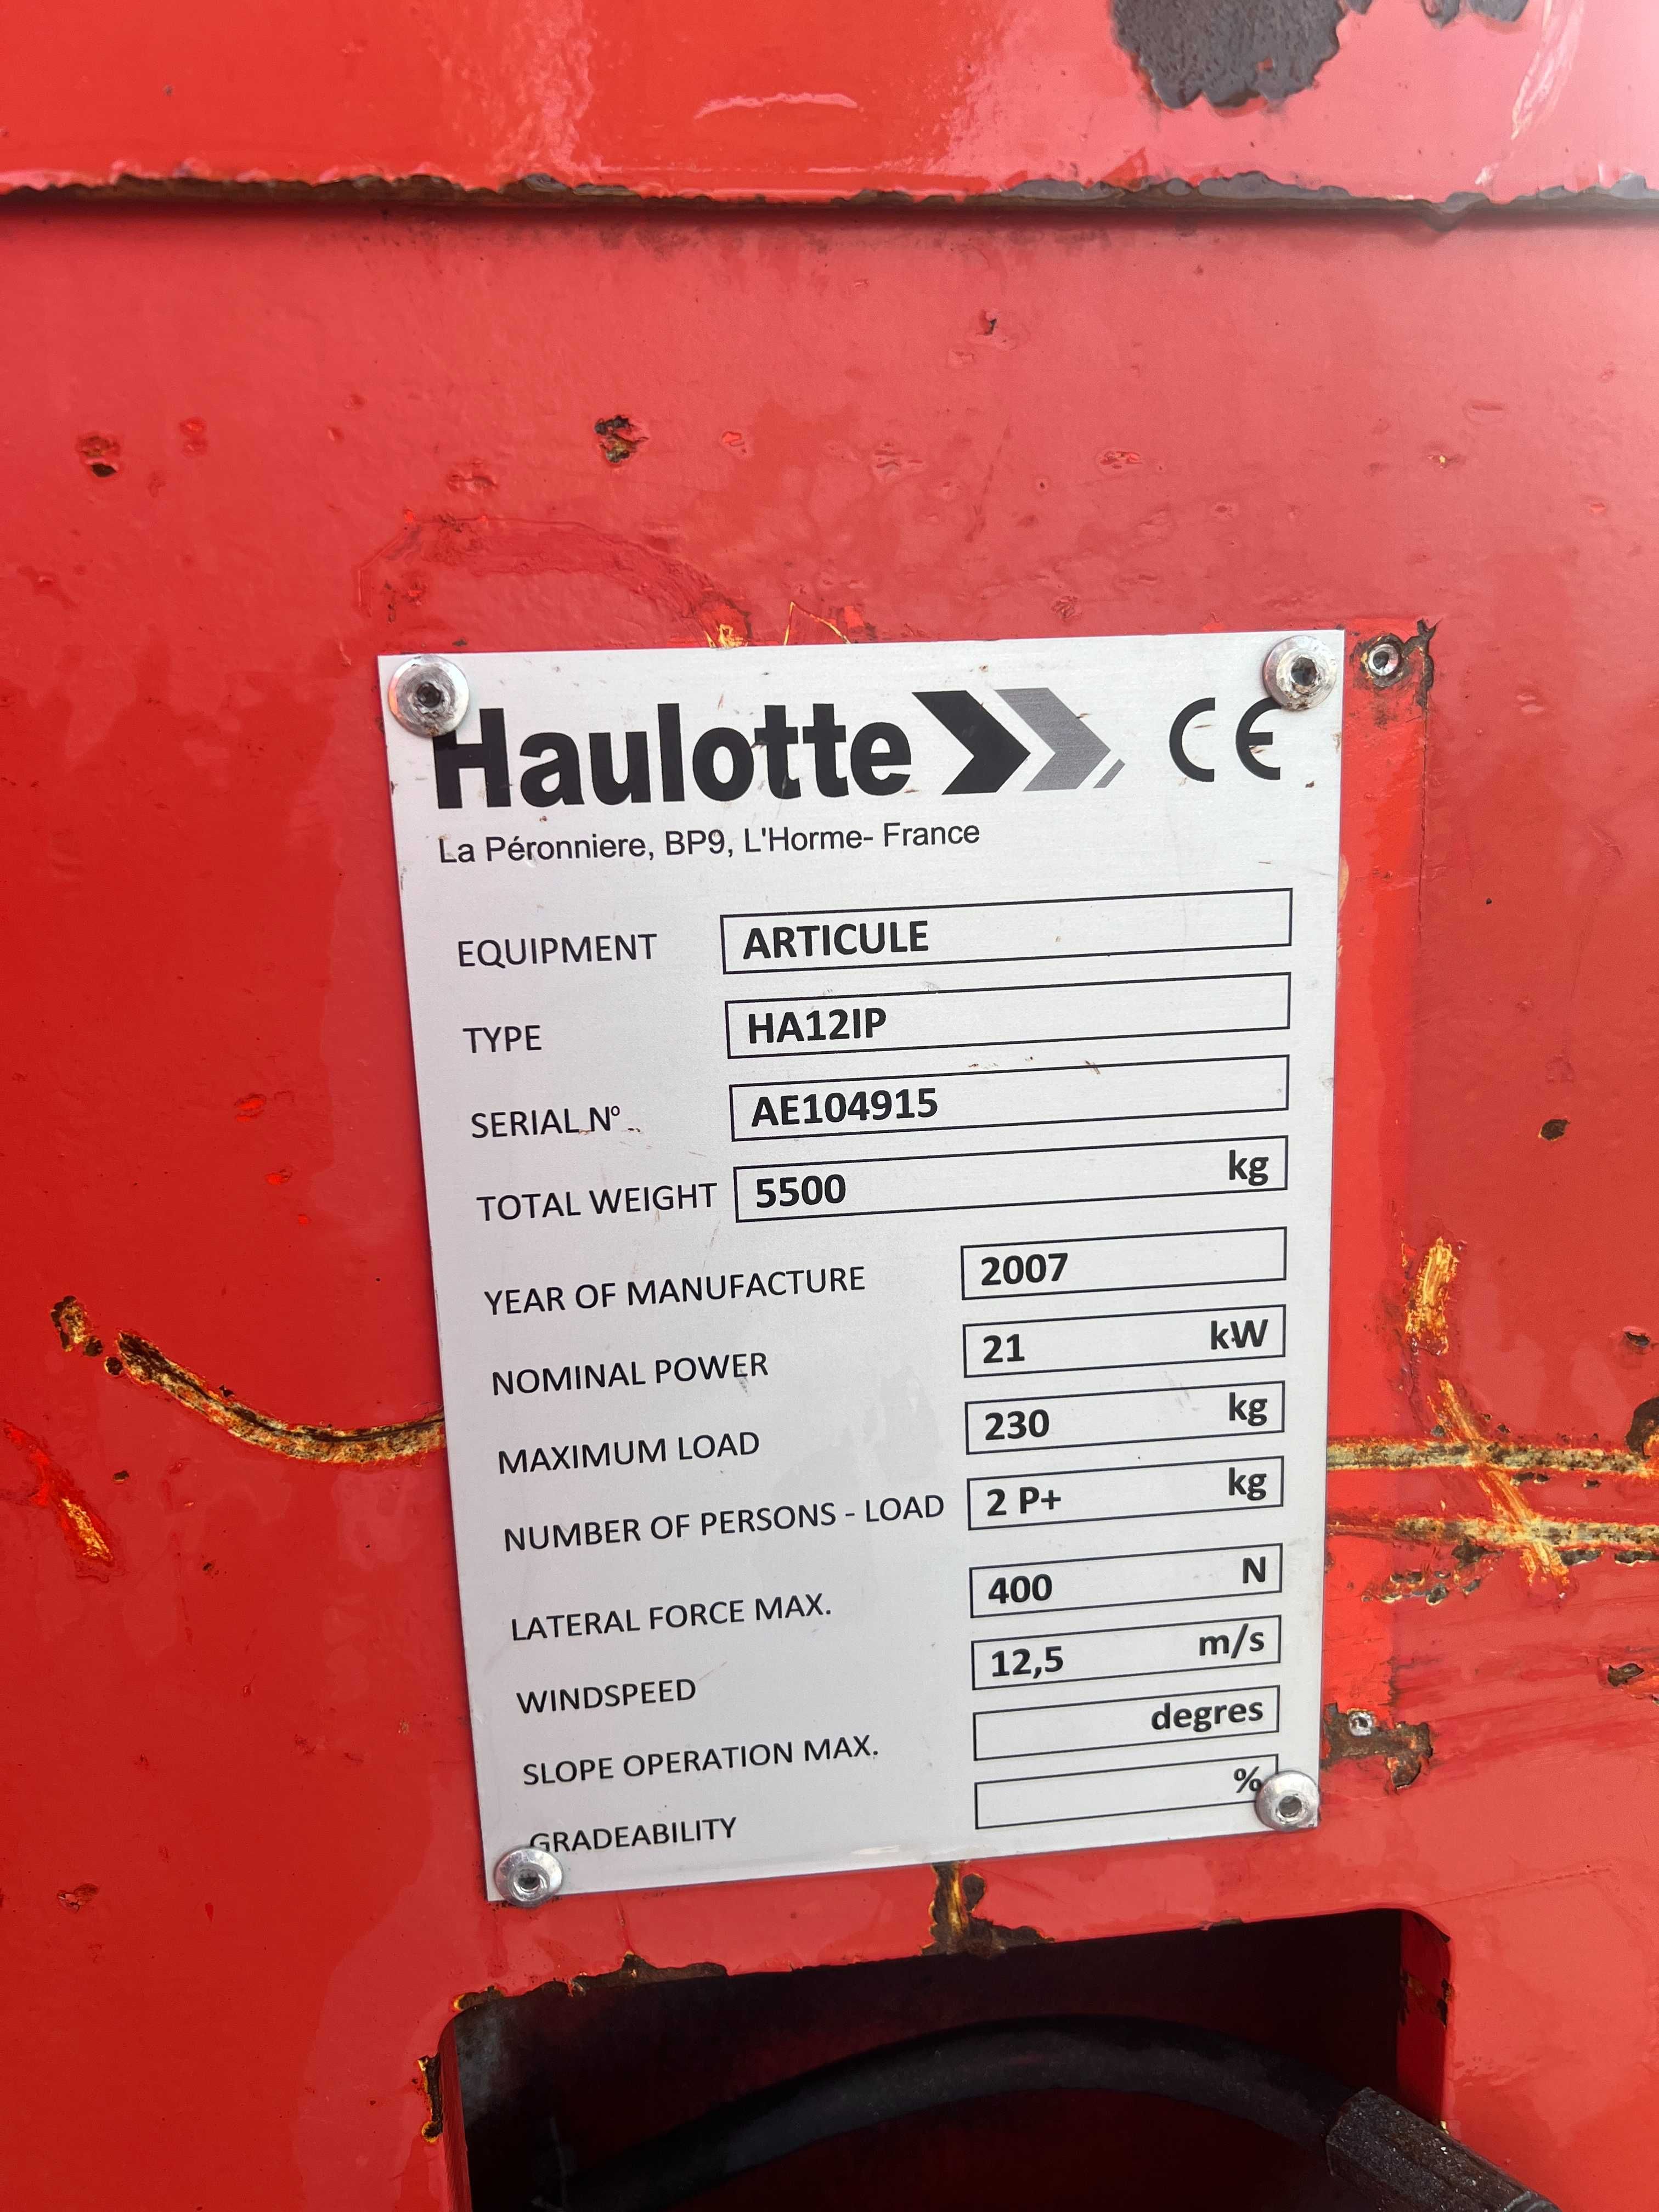 Haulotte CE
La Péronniere, BP9, L'Horme- France
EQUIPMENT ARTICULE
TYPE HA12IP
SERIAL Nº AE104915
TOTAL WEIGHT 5500 kg
YEAR OF MANUFACTURE 2007
NOMINAL POWER 21 kW
MAXIMUM LOAD 230 kg
NUMBER OF PERSONS - LOAD 2 P+ kg
LATERAL FORCE MAX. 400 N
WINDSPEED 12,5 m/s
SLOPE OPERATION MAX. degres
GRADEABILITY %